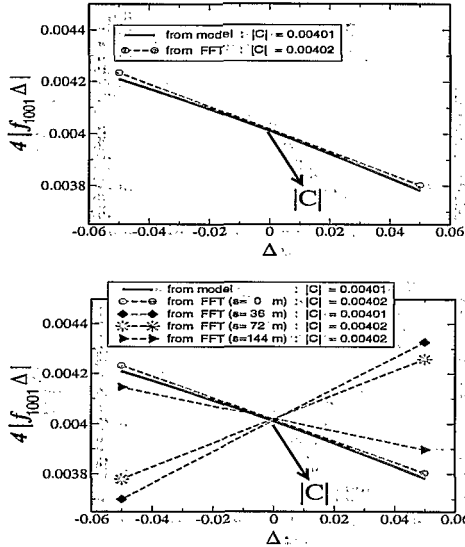 0.0044
0.0042
0.004
0.0038
4 |f1001 Δ|
from model : |C| = 0.00401
from FFT : |C| = 0.00402
|C|
-0.06 -0.04 -0.02 0 0.02 0.04 0.06
Δ
from model : |C| = 0.00401
from FFT (s= 0 m) : |C| = 0.00402
from FFT (s= 36 m) : |C| = 0.00401
from FFT (s= 72 m) : |C| = 0.00402
from FFT (s=144 m) : |C| = 0.00402
0.0044
0.0042
0.004
0.0038
4 |f1001 Δ|
|C|
-0.06 -0.04 -0.02 0 0.02 0.04 0.06
Δ